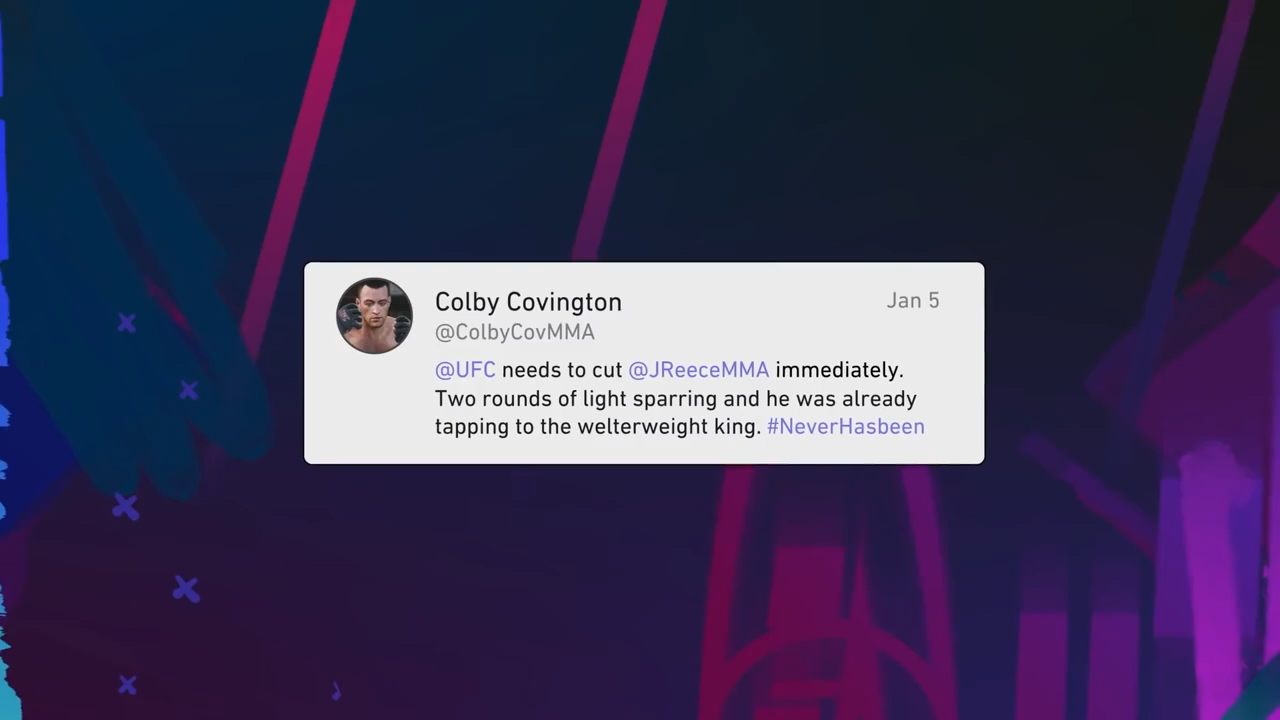 Colby Covington
Jan 5
@ColbyCovMMA
@UFC needs to cut @JReeceMMA immediately.
Two rounds of light sparring and he was already
tapping to the welterweight king. #NeverHasbeen